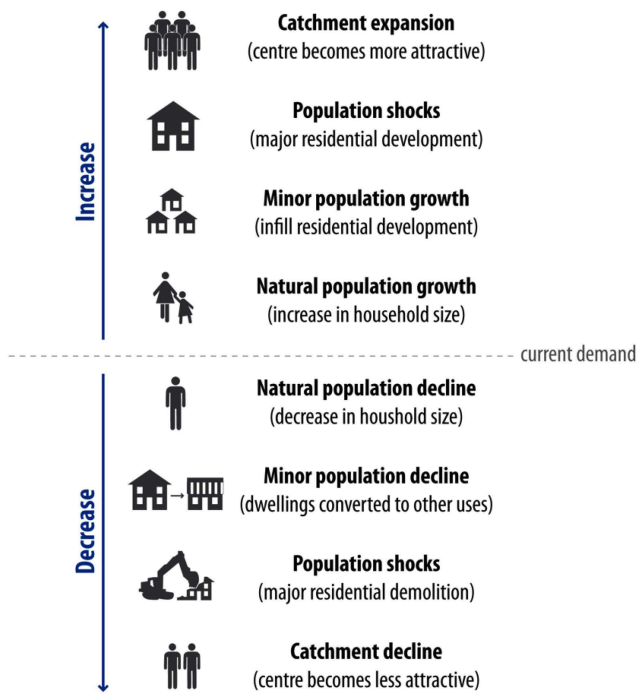 Catchment expansion
(centre becomes more attractive)
Population shocks
(major residential development)
Increase
Minor population growth
(infill residential development)
Natural population growth
(increase in household size)
current demand
Natural population decline
(decrease in houshold size)
Minor population decline
(dwellings converted to other uses)
Decrease
Population shocks
(major residential demolition)
Catchment decline
(centre becomes less attractive)